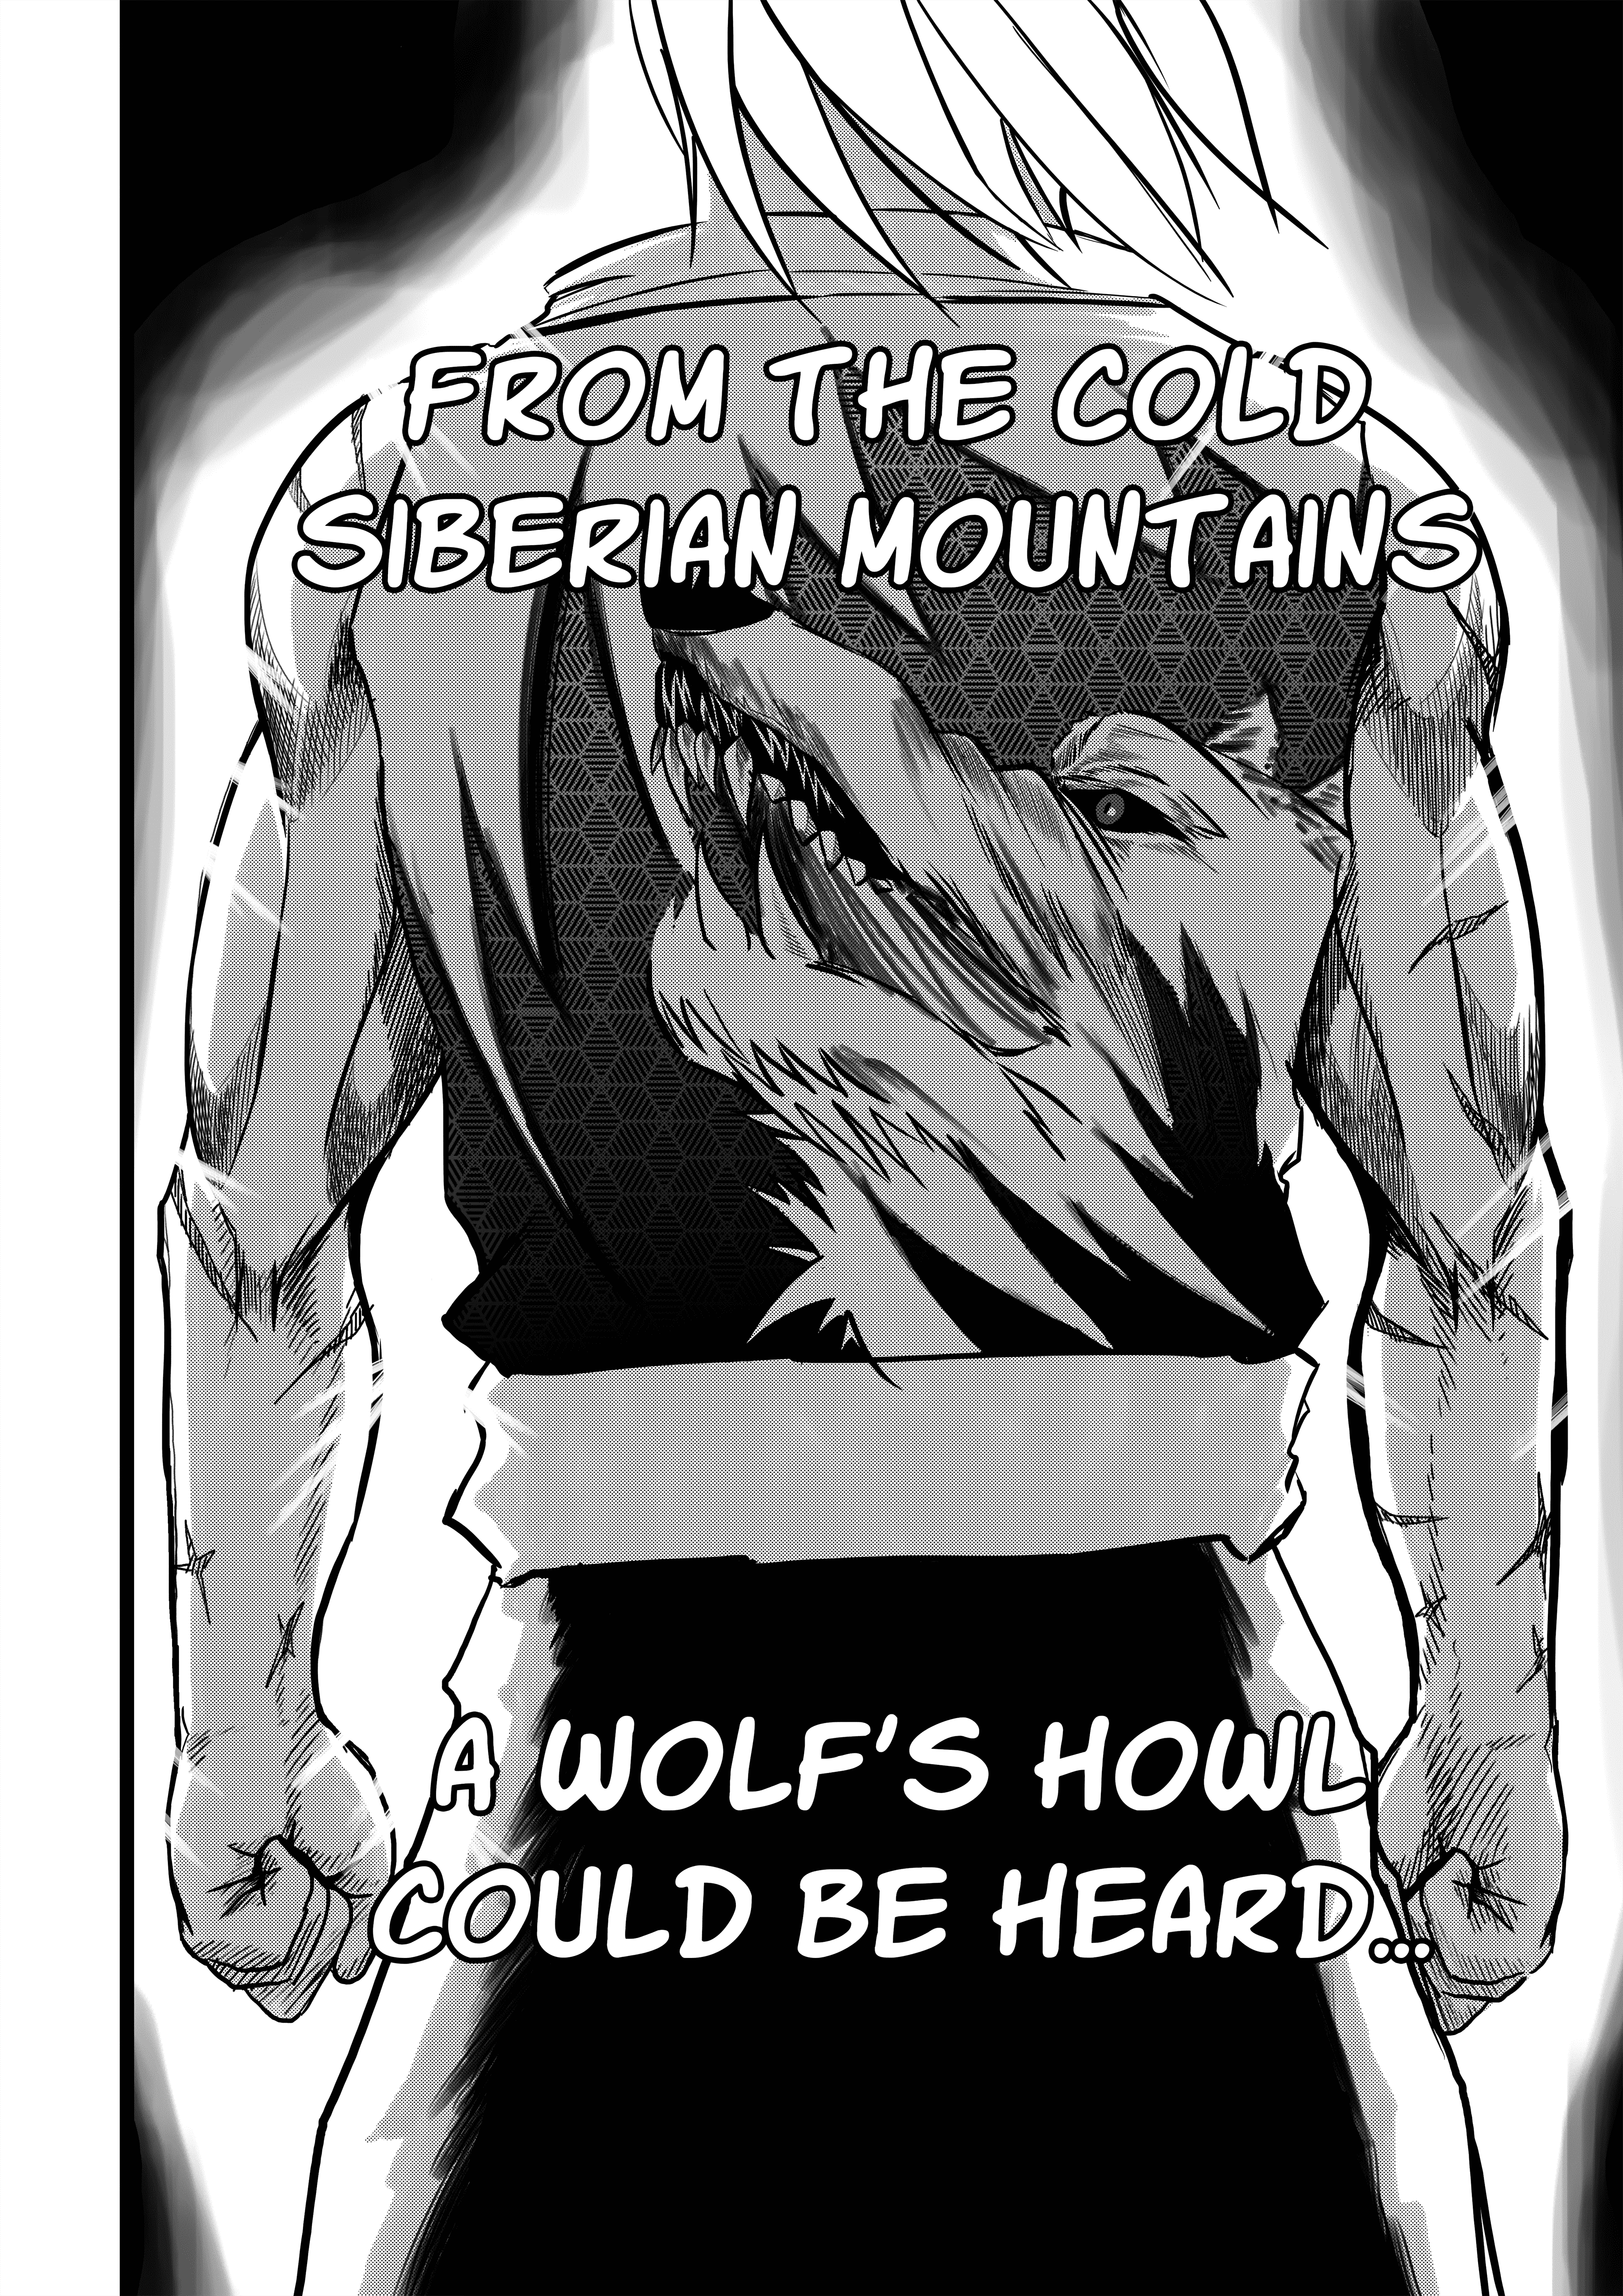 FROM THE COLD
SIBERIAN MOUNTAINS
A WOLF'S HOWL
COULD BE HEARD...